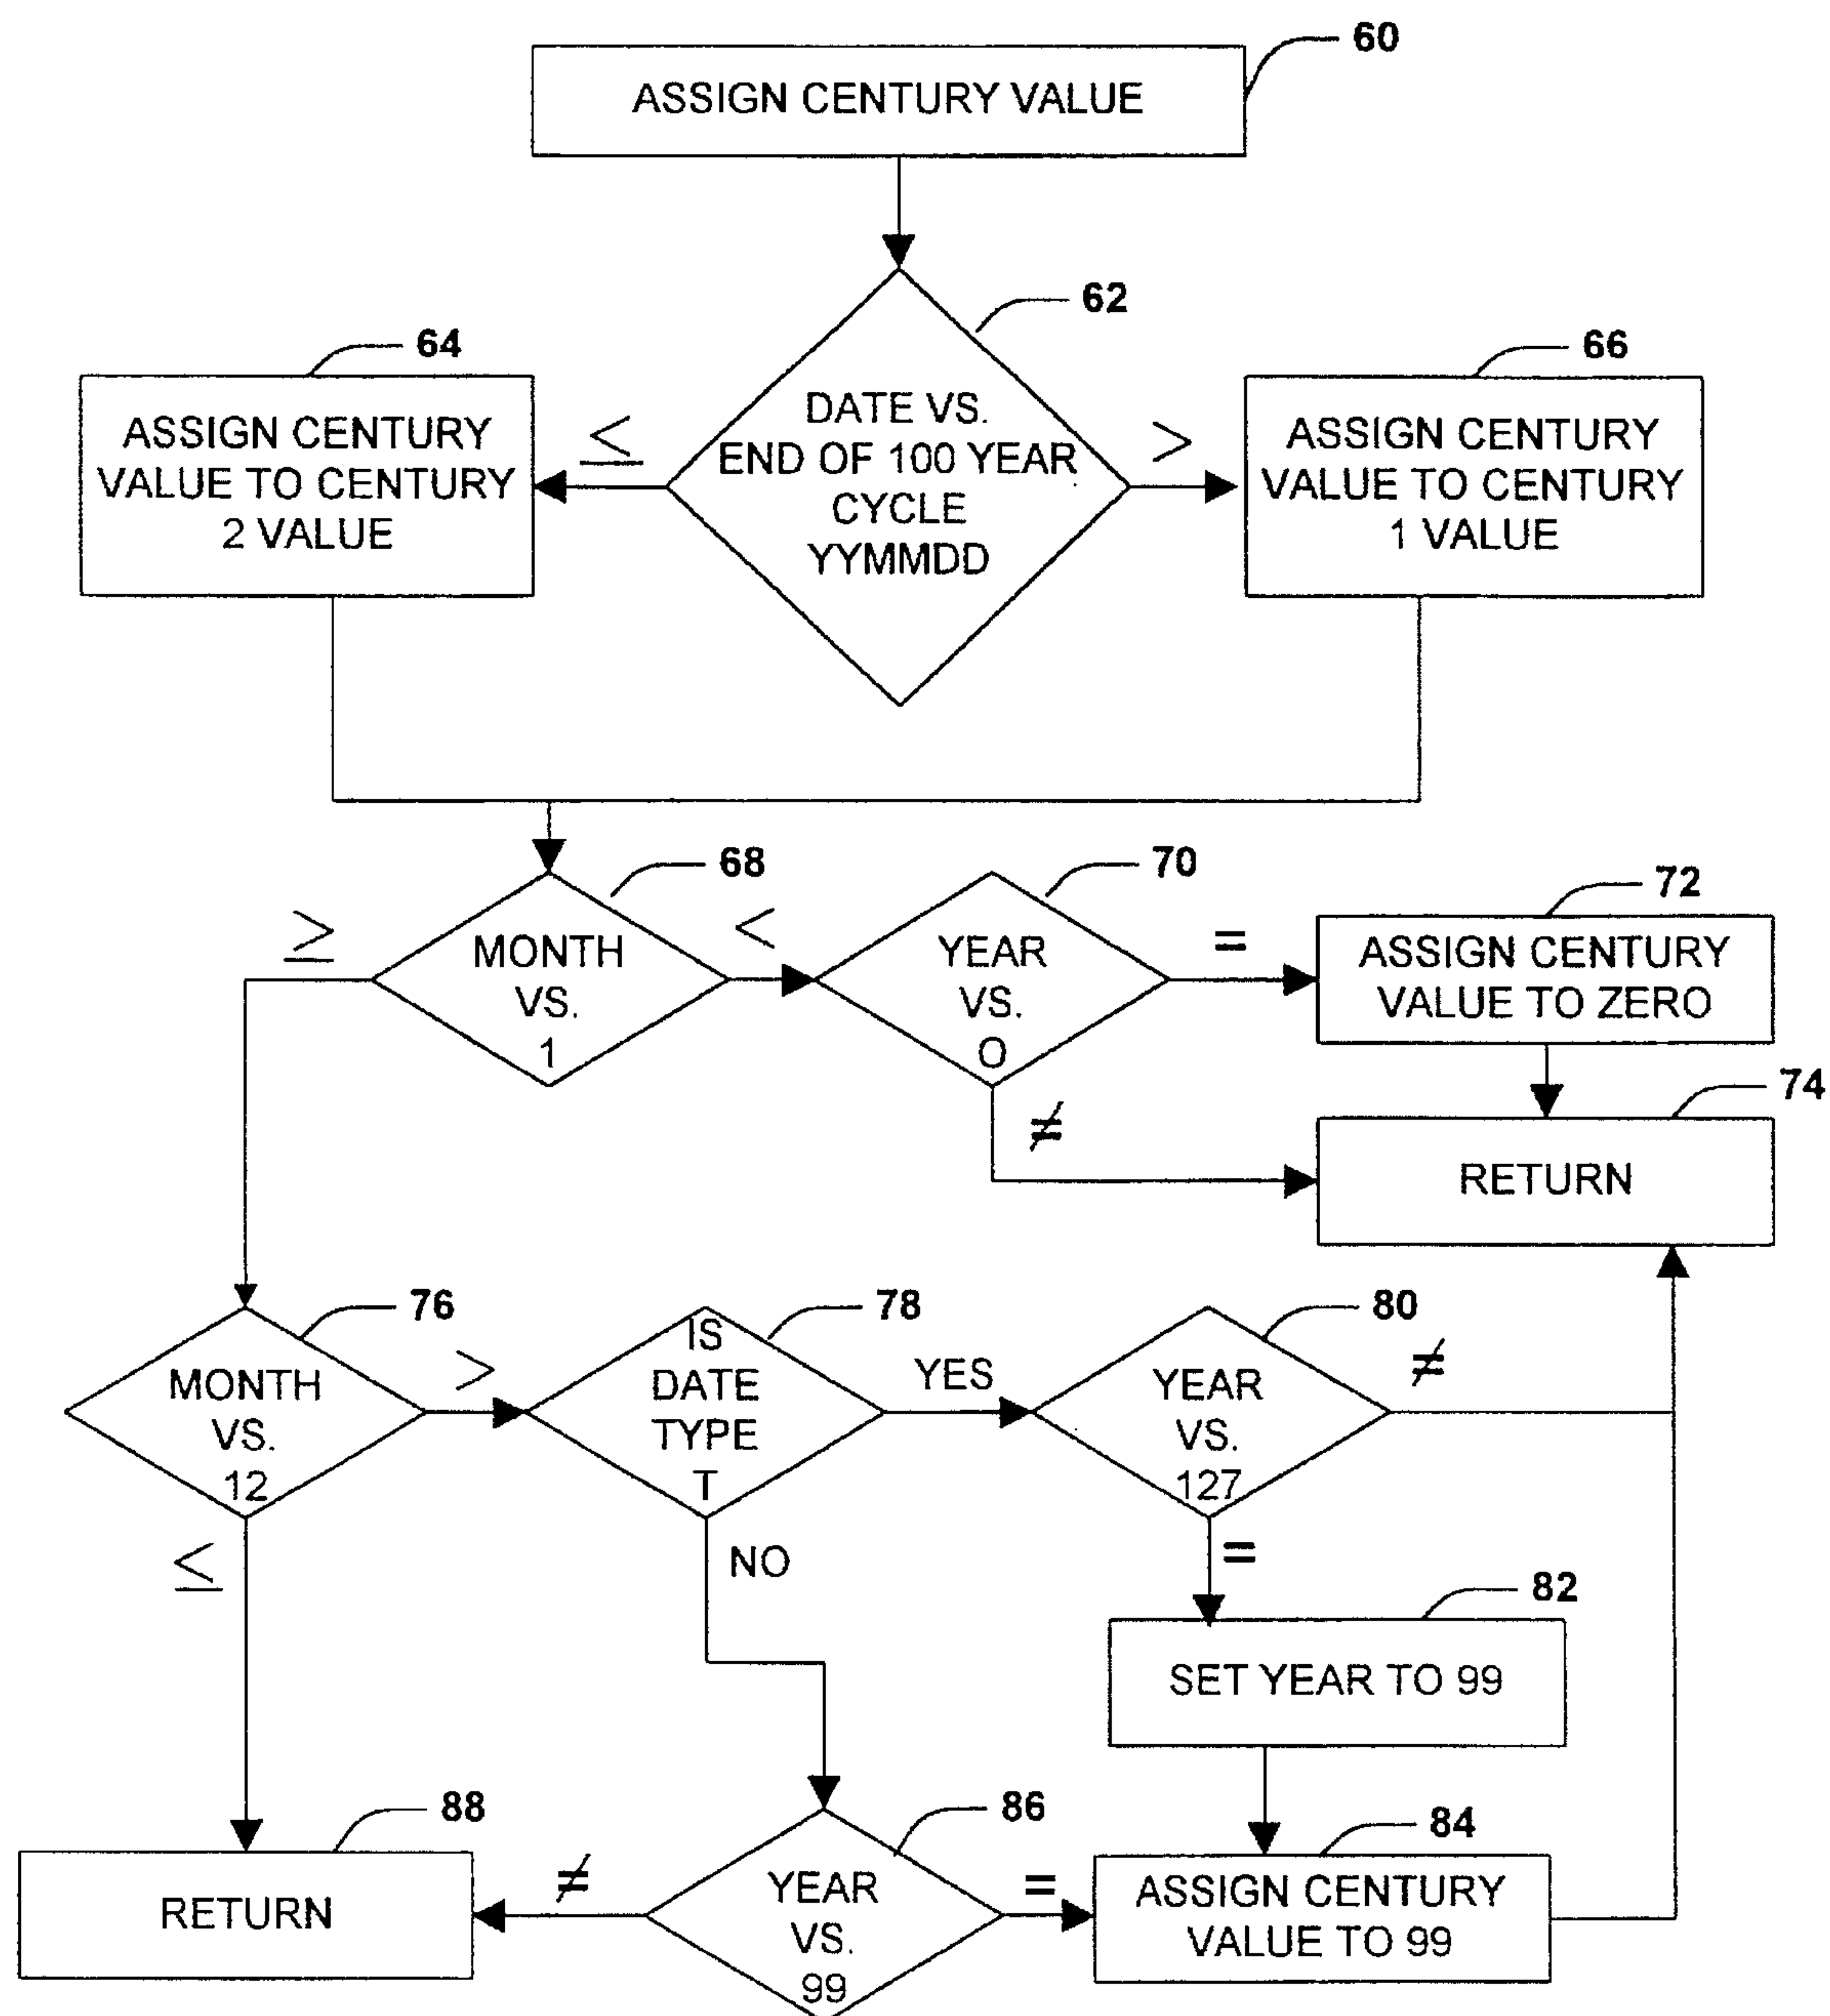 60
ASSIGN CENTURY VALUE
62
64
66
DATE VS.
END OF 100 YEAR
CYCLE
YYMMDD
≤
>
ASSIGN CENTURY
VALUE TO CENTURY
2 VALUE
ASSIGN CENTURY
VALUE TO CENTURY
1 VALUE
68
70
72
≥
MONTH
VS.
1
<
YEAR
VS.
O
=
ASSIGN CENTURY
VALUE TO ZERO
74
≠
RETURN
76
78
80
MONTH
VS.
12
>
IS
DATE
TYPE
T
YES
YEAR
VS.
127
≠
≤
NO
=
82
SET YEAR TO 99
88
86
84
RETURN
≠
YEAR
VS.
99
=
ASSIGN CENTURY
VALUE TO 99